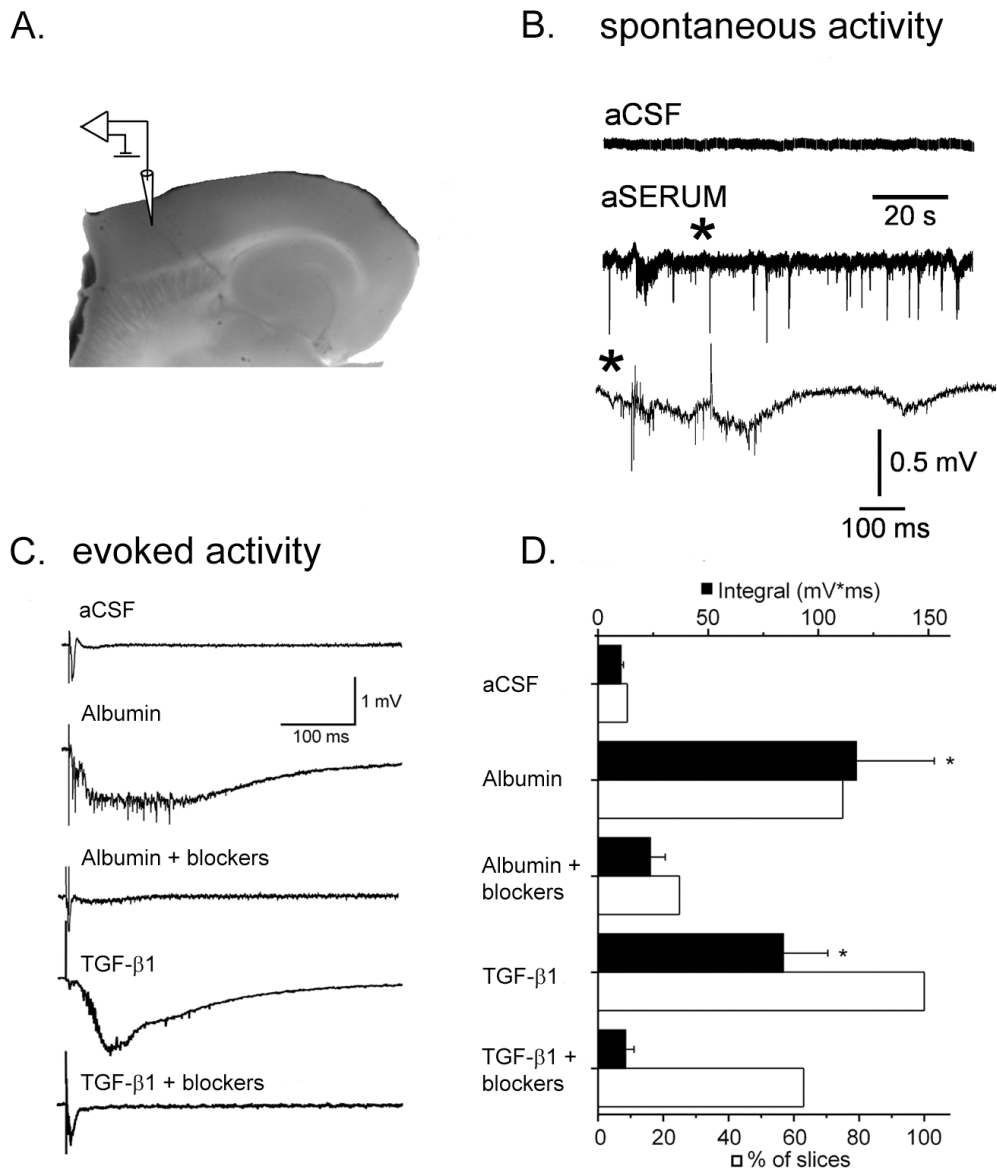 A.
B. spontaneous activity
aCSF
20 s
aSERUM
*
*
0.5 mV
100 ms
C. evoked activity
aCSF
1 mV
100 ms
Albumin
Albumin + blockers
TGF-β1
TGF-β1 + blockers
D.
■ Integral (mV*ms)
0 50 100 150
aCSF
Albumin
*
Albumin +
blockers
TGF-β1
*
TGF-β1 +
blockers
0 20 40 60 80 100
□ % of slices